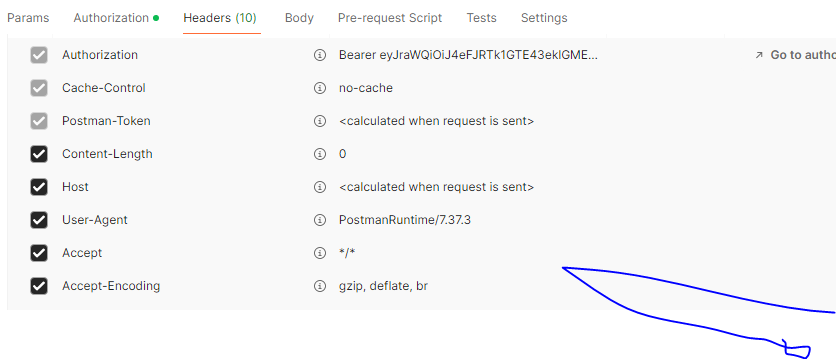 Params Authorization Headers (10) Body Pre-request Script Tests Settings
Authorization Bearer eyJraWQiOiJ4eFJRTk1GTE43eklGME... Go to autho
Cache-Control no-cache
Postman-Token <calculated when request is sent>
Content-Length 0
Host <calculated when request is sent>
User-Agent PostmanRuntime/7.37.3
Accept */*
Accept-Encoding gzip, deflate, br